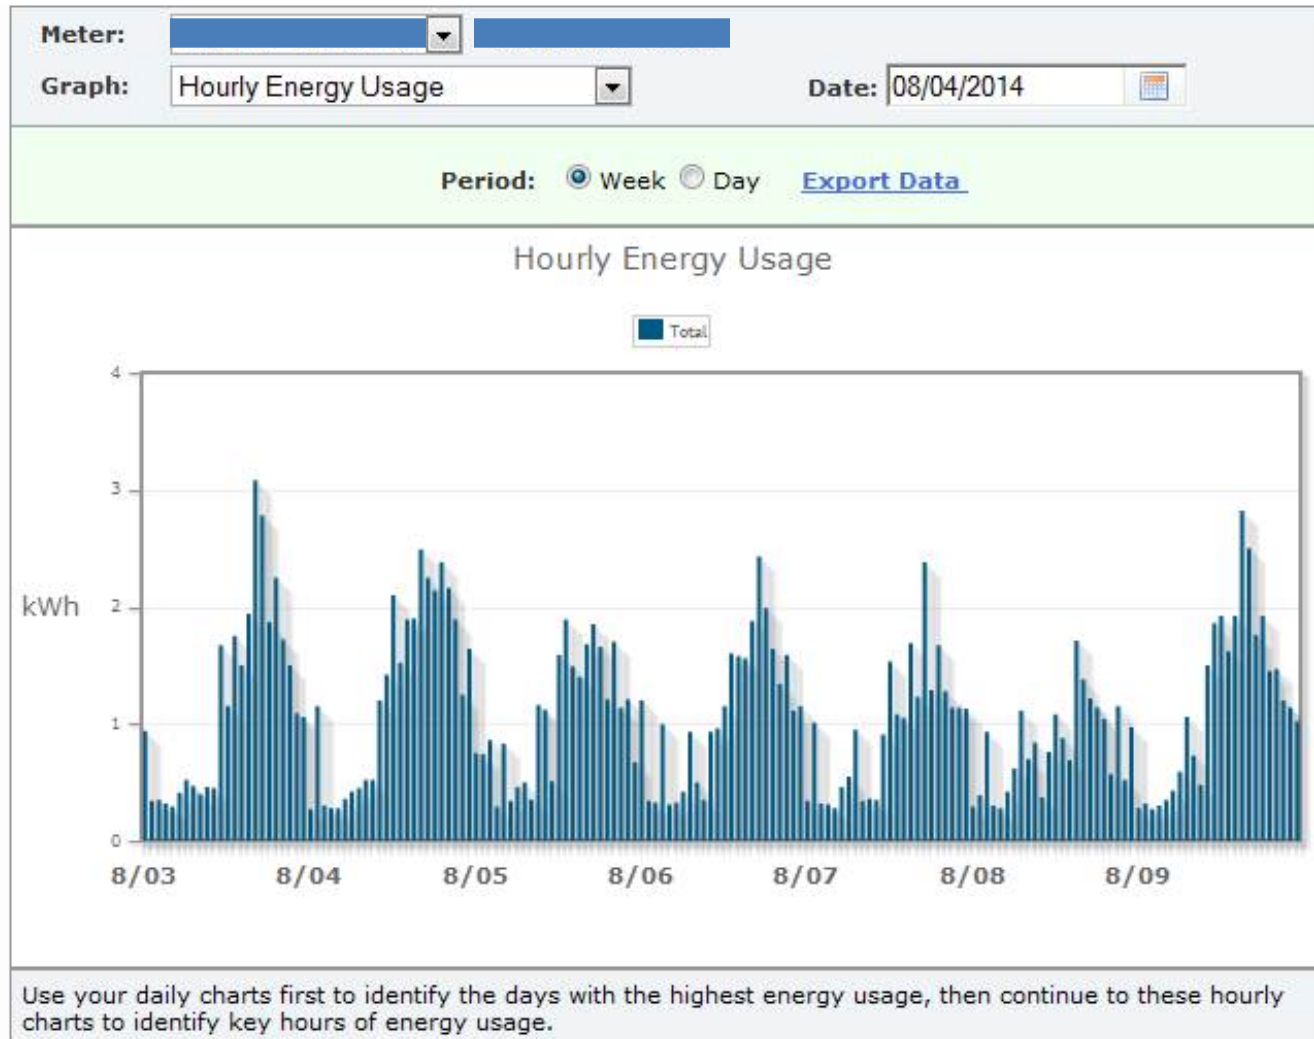 Meter:
Graph: Hourly Energy Usage Date: 08/04/2014
Period: Week Day Export Data
Hourly Energy Usage
Total
4
3
kWh 2
1
0
8/03 8/04 8/05 8/06 8/07 8/08 8/09
Use your daily charts first to identify the days with the highest energy usage, then continue to these hourly
charts to identify key hours of energy usage.